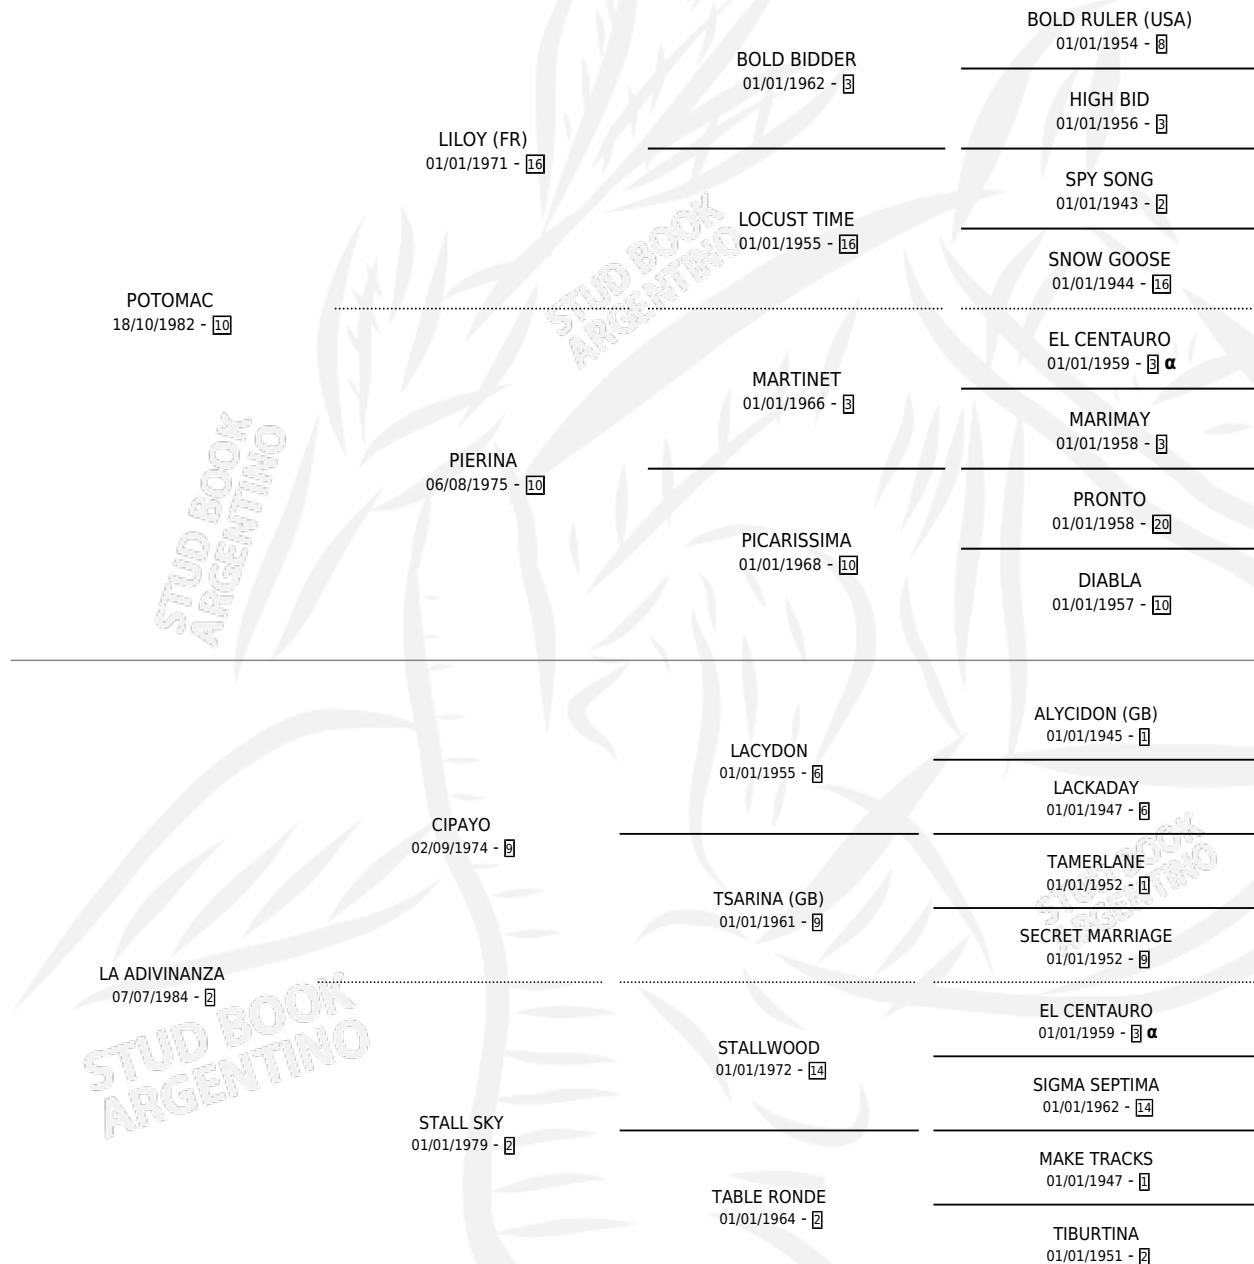 BOLD RULER (USA)
01/01/1954 - 8
BOLD BIDDER
01/01/1962 - 3
HIGH BID
01/01/1956 - 3
LILOY (FR)
01/01/1971 - 16
SPY SONG
01/01/1943 - 2
LOCUST TIME
01/01/1955 - 16
SNOW GOOSE
01/01/1944 - 16
STUD BOOK
ARGENTINO
POTOMAC
18/10/1982 - 10
EL CENTAURO
01/01/1959 - 3 α
MARTINET
01/01/1966 - 3
MARIMAY
01/01/1958 - 3
PIERINA
06/08/1975 - 10
PRONTO
01/01/1958 - 20
PICARISSIMA
01/01/1968 - 10
DIABLA
01/01/1957 - 10
STUD BOOK
ARGENTINO
ALYCIDON (GB)
01/01/1945 - 1
LACYDON
01/01/1955 - 6
LACKADAY
01/01/1947 - 6
CIPAYO
02/09/1974 - 9
TAMERLANE
01/01/1952 - 1
TSARINA (GB)
01/01/1961 - 9
SECRET MARRIAGE
01/01/1952 - 9
STUD BOOK
ARGENTINO
LA ADIVINANZA
07/07/1984 - 2
EL CENTAURO
01/01/1959 - 3 α
STALLWOOD
01/01/1972 - 14
SIGMA SEPTIMA
01/01/1962 - 14
STALL SKY
01/01/1979 - 2
MAKE TRACKS
01/01/1947 - 1
TABLE RONDE
01/01/1964 - 2
TIBURTINA
01/01/1951 - 2
STUD BOOK
ARGENTINO